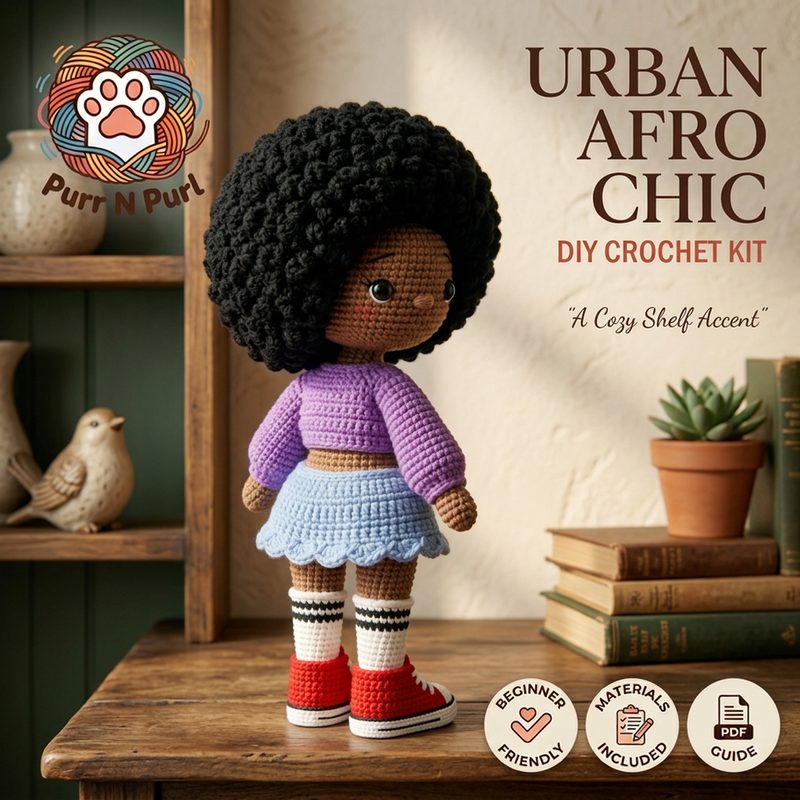 Purr N Purl
URBAN
AFRO
CHIC
DIY CROCHET KIT
"A Cozy Shelf Accent"
BEGINNER
FRIENDLY
MATERIALS
INCLUDED
PDF
GUIDE